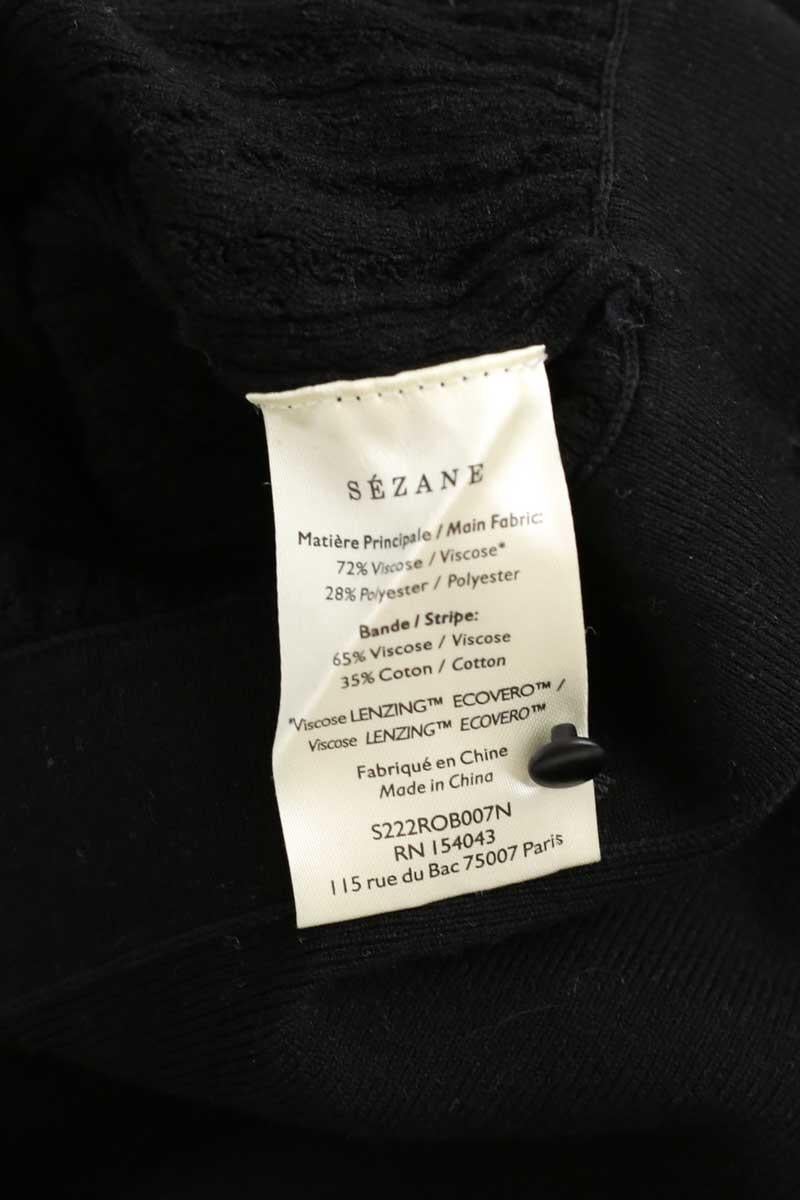 SÉZANE
Matière Principale / Main Fabric:
72% Viscose / Viscose*
28% Polyester / Polyester
Bande / Stripe:
65% Viscose / Viscose
35% Coton / Cotton
*Viscose LENZING™ ECOVERO™ /
Viscose LENZING™ ECOVERO™
Fabriqué en Chine
Made in China
S222ROB007N
RN 154043
115 rue du Bac 75007 Paris